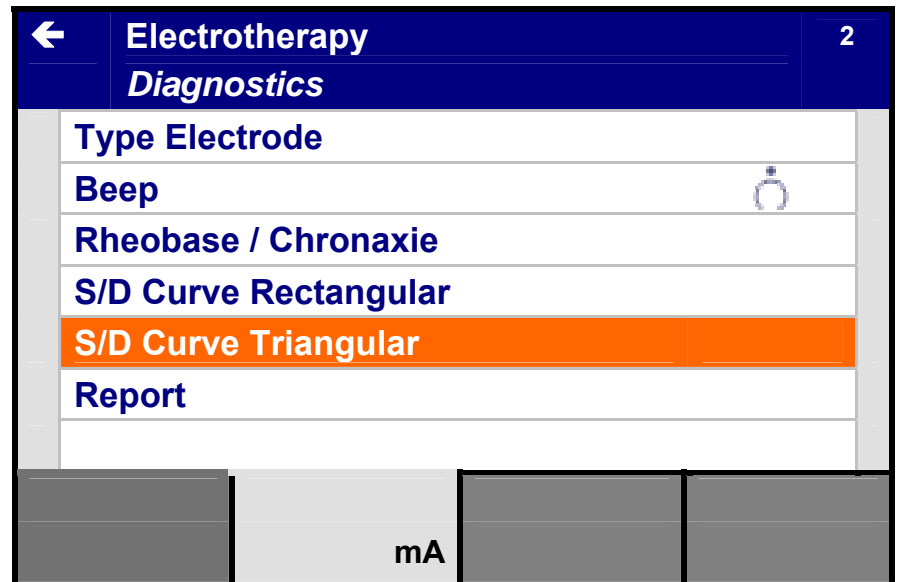 Electrotherapy 2
Diagnostics
Type Electrode
Beep
Rheobase / Chronaxie
S/D Curve Rectangular
S/D Curve Triangular
Report
mA